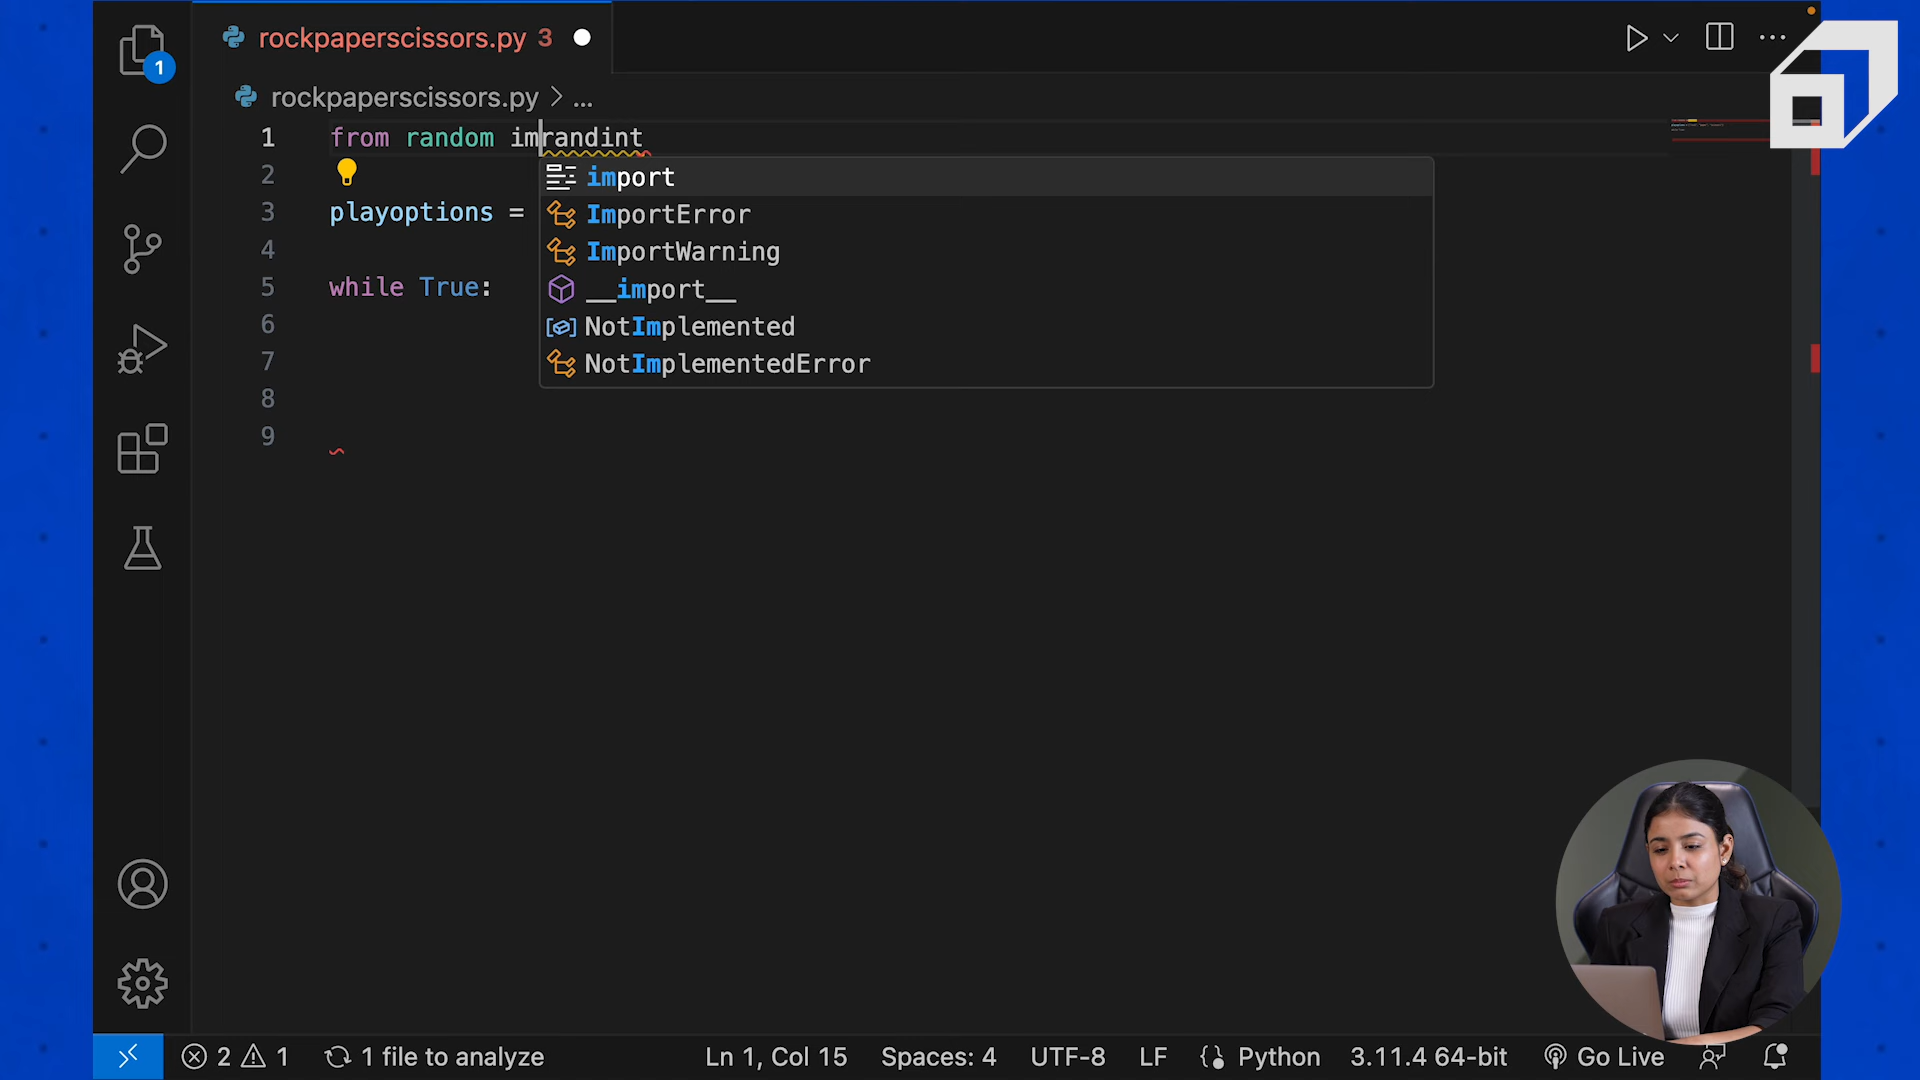 rockpaperscissors.py 3
1
rockpaperscissors.py > ...
1 from random imrandint
2
3 playoptions =
4
5 while True:
6
7
8
9
import
ImportError
ImportWarning
__import__
NotImplemented
NotImplementedError
2 1 1 file to analyze Ln 1, Col 15 Spaces: 4 UTF-8 LF Python 3.11.4 64-bit Go Live